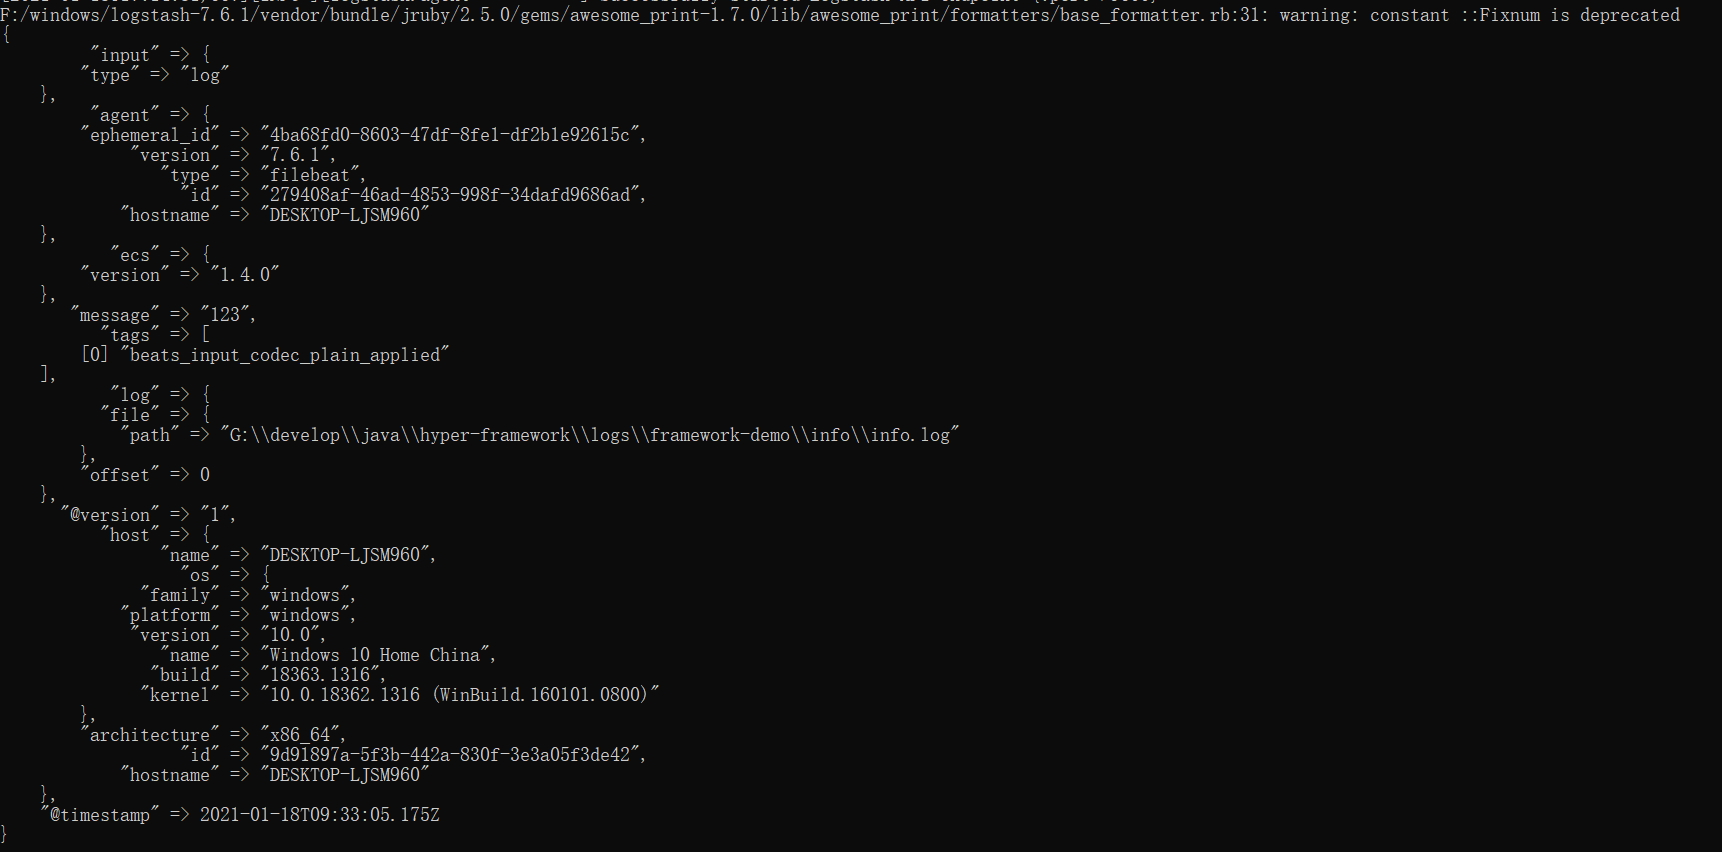 F:/windows/logstash-7.6.1/vendor/bundle/jruby/2.5.0/gems/awesome_print-1.7.0/lib/awesome_print/formatters/base_formatter.rb:31: warning: constant ::Fixnum is deprecated
{
"input" => {
"type" => "log"
},
"agent" => {
"ephemeral_id" => "4ba68fd0-8603-47df-8fe1-df2b1e92615c",
"version" => "7.6.1",
"type" => "filebeat",
"id" => "279408af-46ad-4853-998f-34dafd9686ad",
"hostname" => "DESKTOP-LJSM960"
},
"ecs" => {
"version" => "1.4.0"
},
"message" => "123",
"tags" => [
[0] "beats_input_codec_plain_applied"
],
"log" => {
"file" => {
"path" => "G:\\develop\\java\\hyper-framework\\logs\\framework-demo\\info\\info.log"
},
"offset" => 0
},
"@version" => "1",
"host" => {
"name" => "DESKTOP-LJSM960",
"os" => {
"family" => "windows",
"platform" => "windows",
"version" => "10.0",
"name" => "Windows 10 Home China",
"build" => "18363.1316",
"kernel" => "10.0.18362.1316 (WinBuild.160101.0800)"
},
"architecture" => "x86_64",
"id" => "9d91897a-5f3b-442a-830f-3e3a05f3de42",
"hostname" => "DESKTOP-LJSM960"
},
"@timestamp" => 2021-01-18T09:33:05.175Z
}